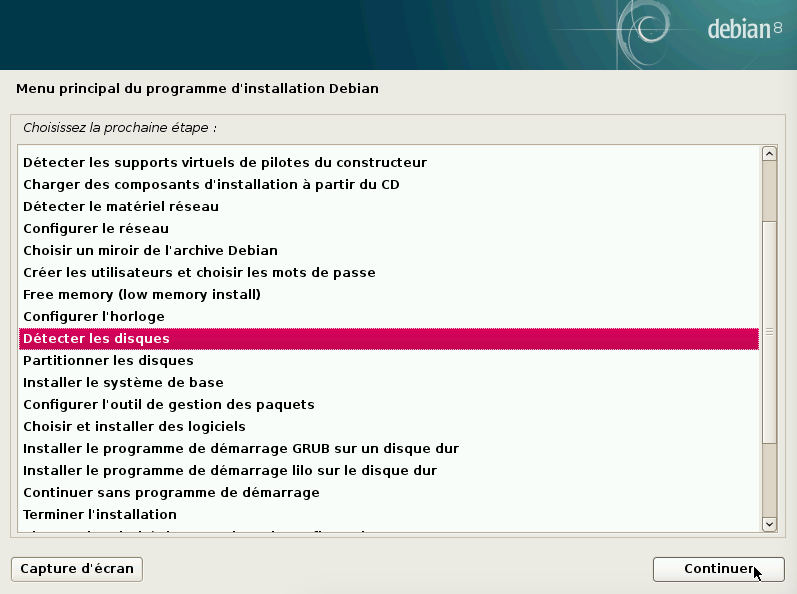 debian 8
Menu principal du programme d'installation Debian
Choisissez la prochaine étape :
Détecter les supports virtuels de pilotes du constructeur
Charger des composants d'installation à partir du CD
Détecter le matériel réseau
Configurer le réseau
Choisir un miroir de l'archive Debian
Créer les utilisateurs et choisir les mots de passe
Free memory (low memory install)
Configurer l'horloge
Détecter les disques
Partitionner les disques
Installer le système de base
Configurer l'outil de gestion des paquets
Choisir et installer des logiciels
Installer le programme de démarrage GRUB sur un disque dur
Installer le programme de démarrage lilo sur le disque dur
Continuer sans programme de démarrage
Terminer l'installation
Capture d'écran
Continuer